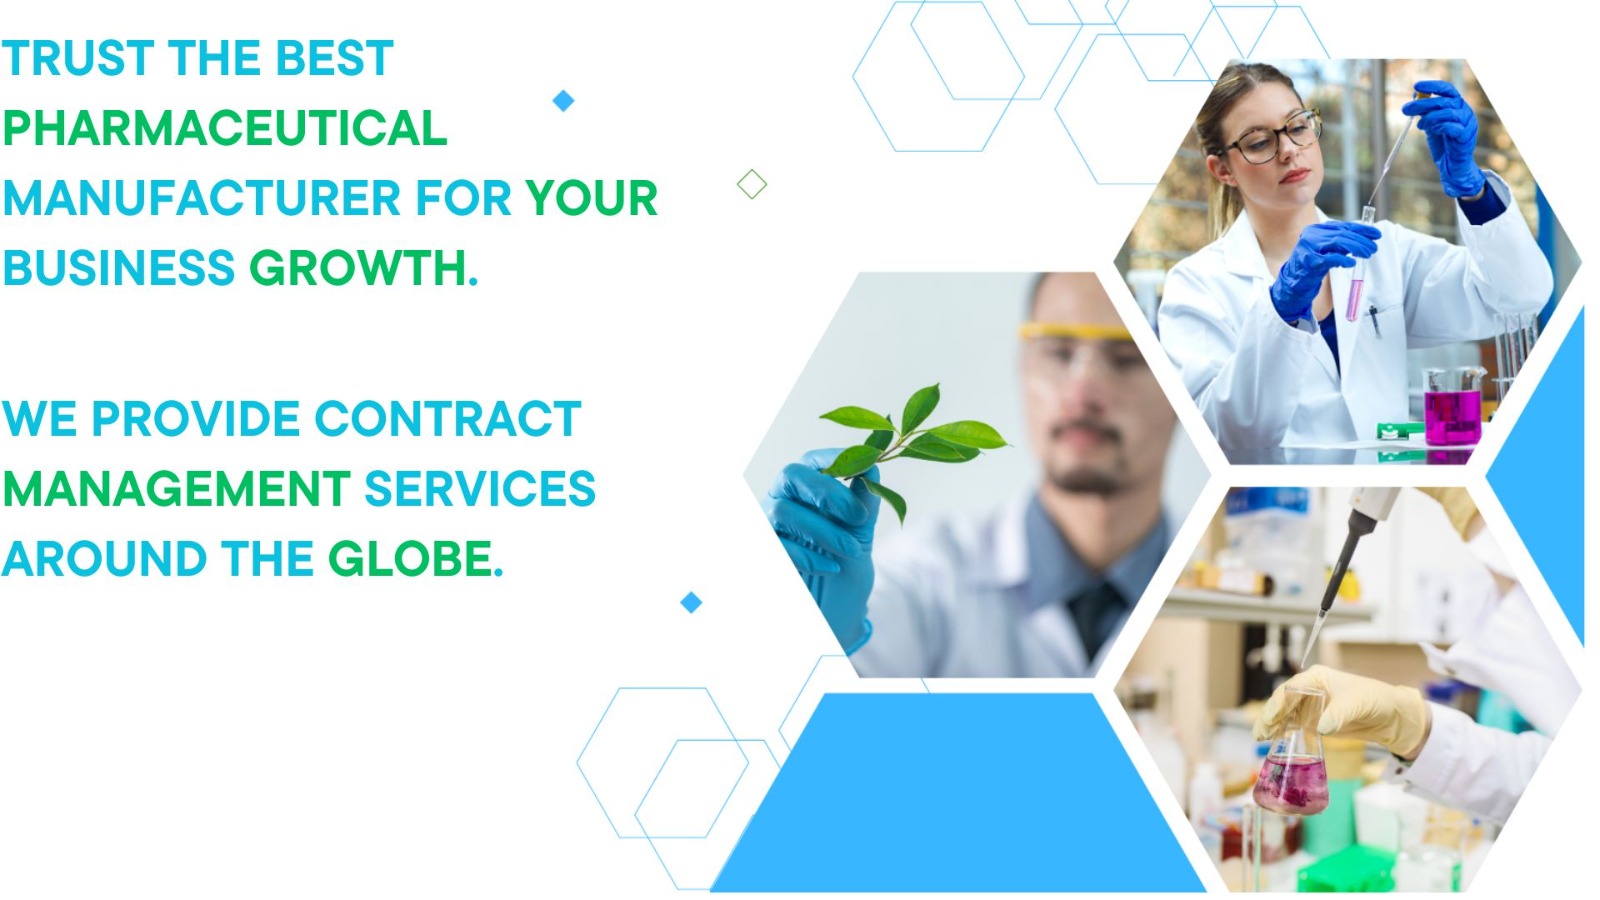 TRUST THE BEST
PHARMACEUTICAL
MANUFACTURER FOR YOUR
BUSINESS GROWTH.
WE PROVIDE CONTRACT
MANAGEMENT SERVICES
AROUND THE GLOBE.